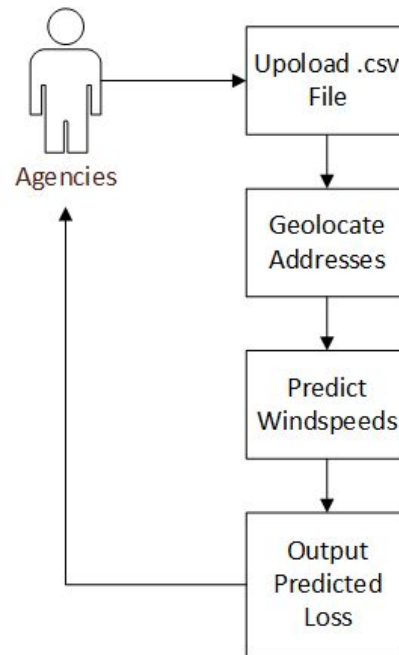 Upoload .csv
File
Agencies
Geolocate
Addresses
Predict
Windspeeds
Output
Predicted
Loss